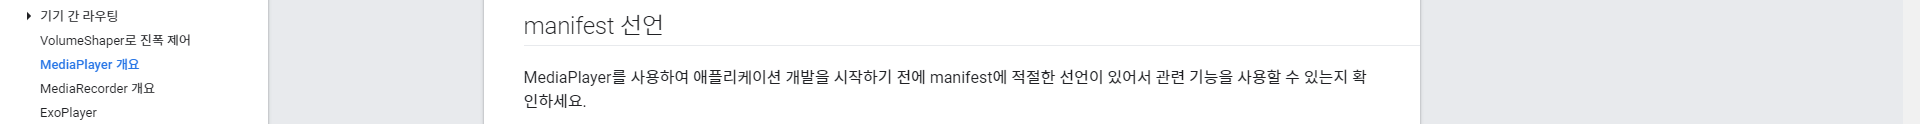 기기 간 라우팅
VolumeShaper로 진폭 제어
MediaPlayer 개요
MediaRecorder 개요
ExoPlayer
manifest 선언
MediaPlayer를 사용하여 애플리케이션 개발을 시작하기 전에 manifest에 적절한 선언이 있어서 관련 기능을 사용할 수 있는지 확
인하세요.